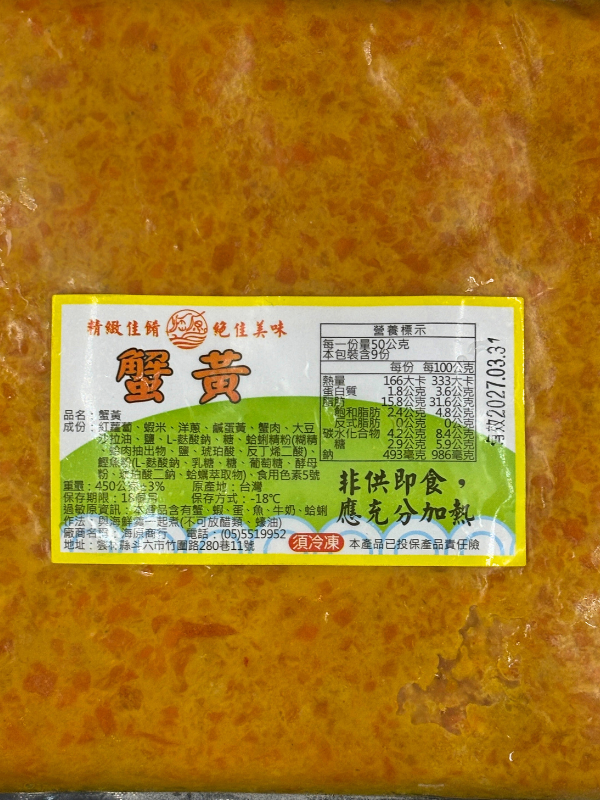 精緻佳餚 絕佳美味
蟹黃
品名：蟹黃
成份：紅蘿蔔、蝦米、洋蔥、鹹蛋黃、蟹肉、大豆
沙拉油、鹽、L-麩酸鈉、糖、蛤蜊精粉(糊精
、蛤肉抽出物、鹽、琥珀酸、反丁烯二酸)、
鰹魚粉(L-麩酸鈉、乳糖、糖、葡萄糖、酵母
粉、琥珀酸二鈉、蛤蠣萃取物)、食用色素5號
重量：450公克±3% 原產地：台灣
保存期限：18個月 保存方式：-18℃
過敏原資訊：本產品含有蟹、蝦、蛋、魚、牛奶、蛤蜊
作法：與海鮮類一起煮(不可放醋類、蠔油)
廠商名稱：海原商行 電話：(05)5519952
地址：雲林縣斗六市竹圍路280巷11號
營養標示
每一份量50公克
本包裝含9份
每份 每100公克
熱量 166大卡 333大卡
蛋白質 1.8公克 3.6公克
脂肪 15.8公克 31.6公克
飽和脂肪 2.4公克 4.8公克
反式脂肪 0公克 0公克
碳水化合物 4.2公克 8.4公克
糖 2.9公克 5.9公克
鈉 493毫克 986毫克
有效2027.03.31
非供即食，
應充分加熱
須冷凍 本產品已投保產品責任險